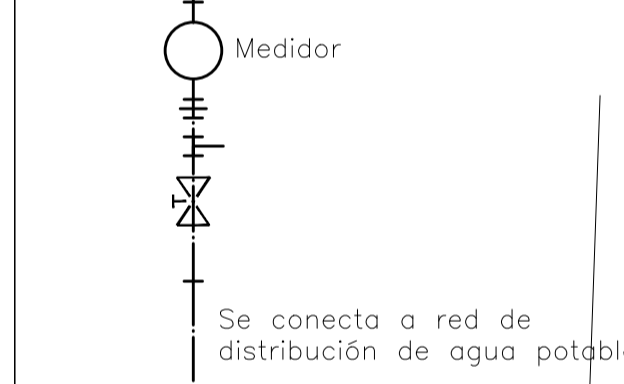 Medidor
Se conecta a red de
distribución de agua potabl